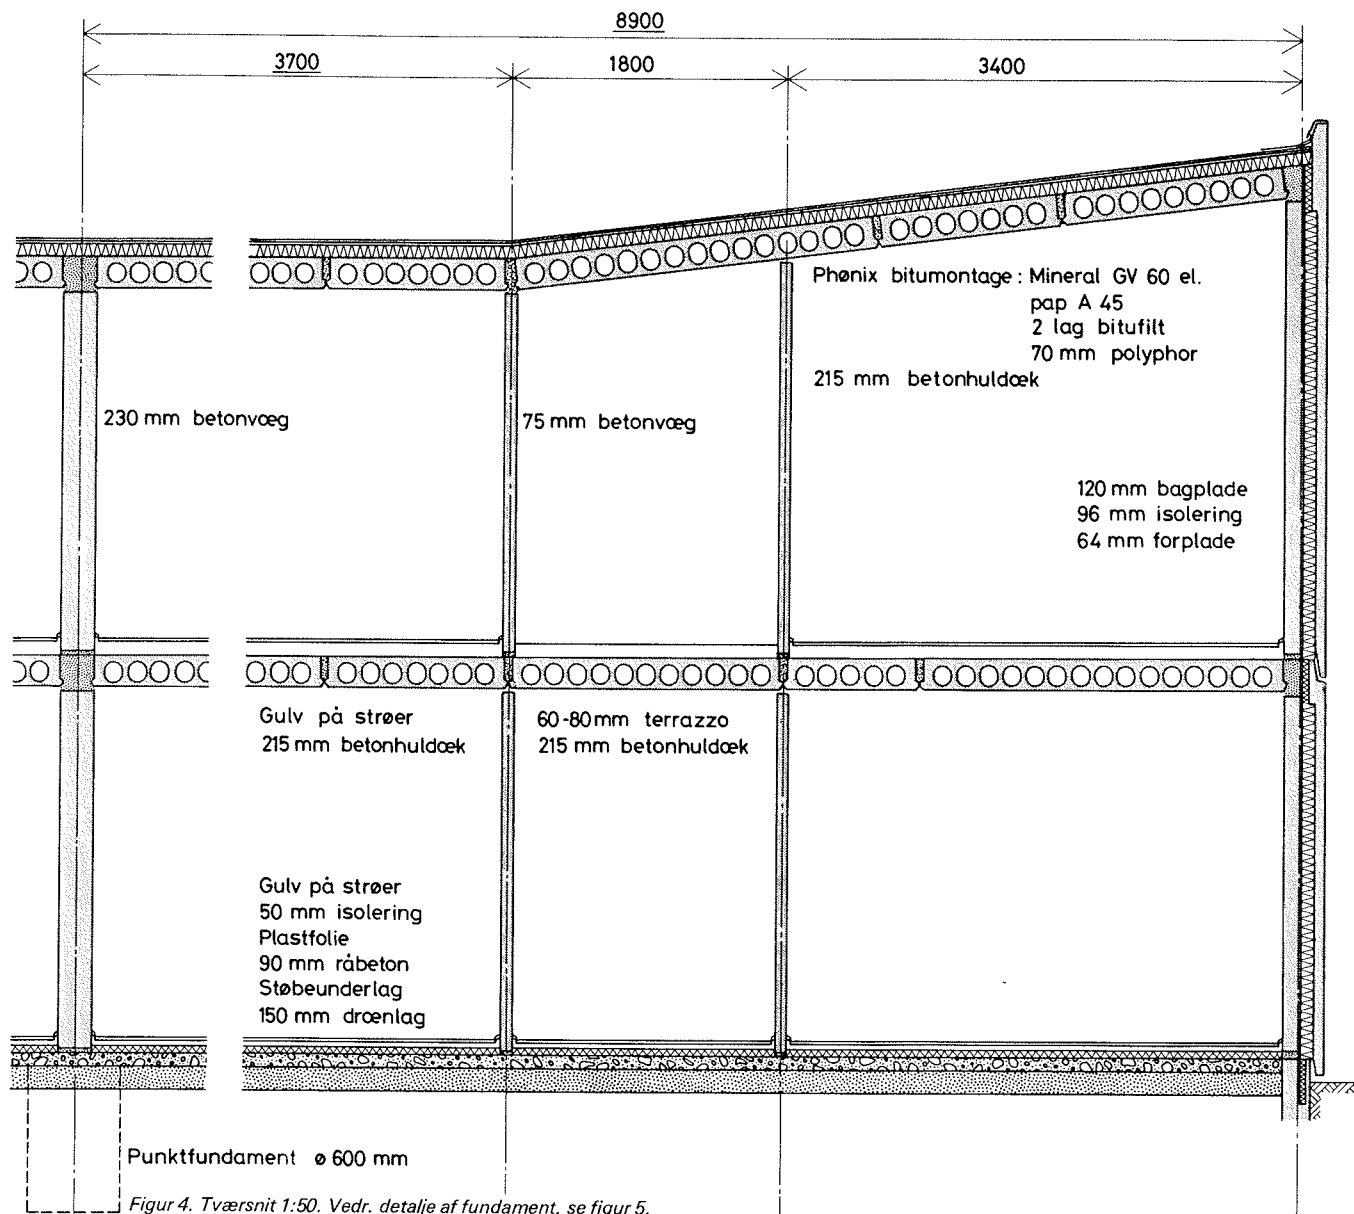 8900
3700
1800
3400
Phønix bitumontage: Mineral GV 60 el.
pap A 45
2 lag bitufilt
70 mm polyphor
215 mm betonhuldæk
230 mm betonvæg
75 mm betonvæg
120 mm bagplade
96 mm isolering
64 mm forplade
Gulv på strøer
215 mm betonhuldæk
60-80 mm terrazzo
215 mm betonhuldæk
Gulv på strøer
50 mm isolering
Plastfolie
90 mm råbeton
Støbeunderlag
150 mm drænlag
Punktfundament ø 600 mm
Figur 4. Tværsnit 1:50. Vedr. detalje af fundament, se figur 5.